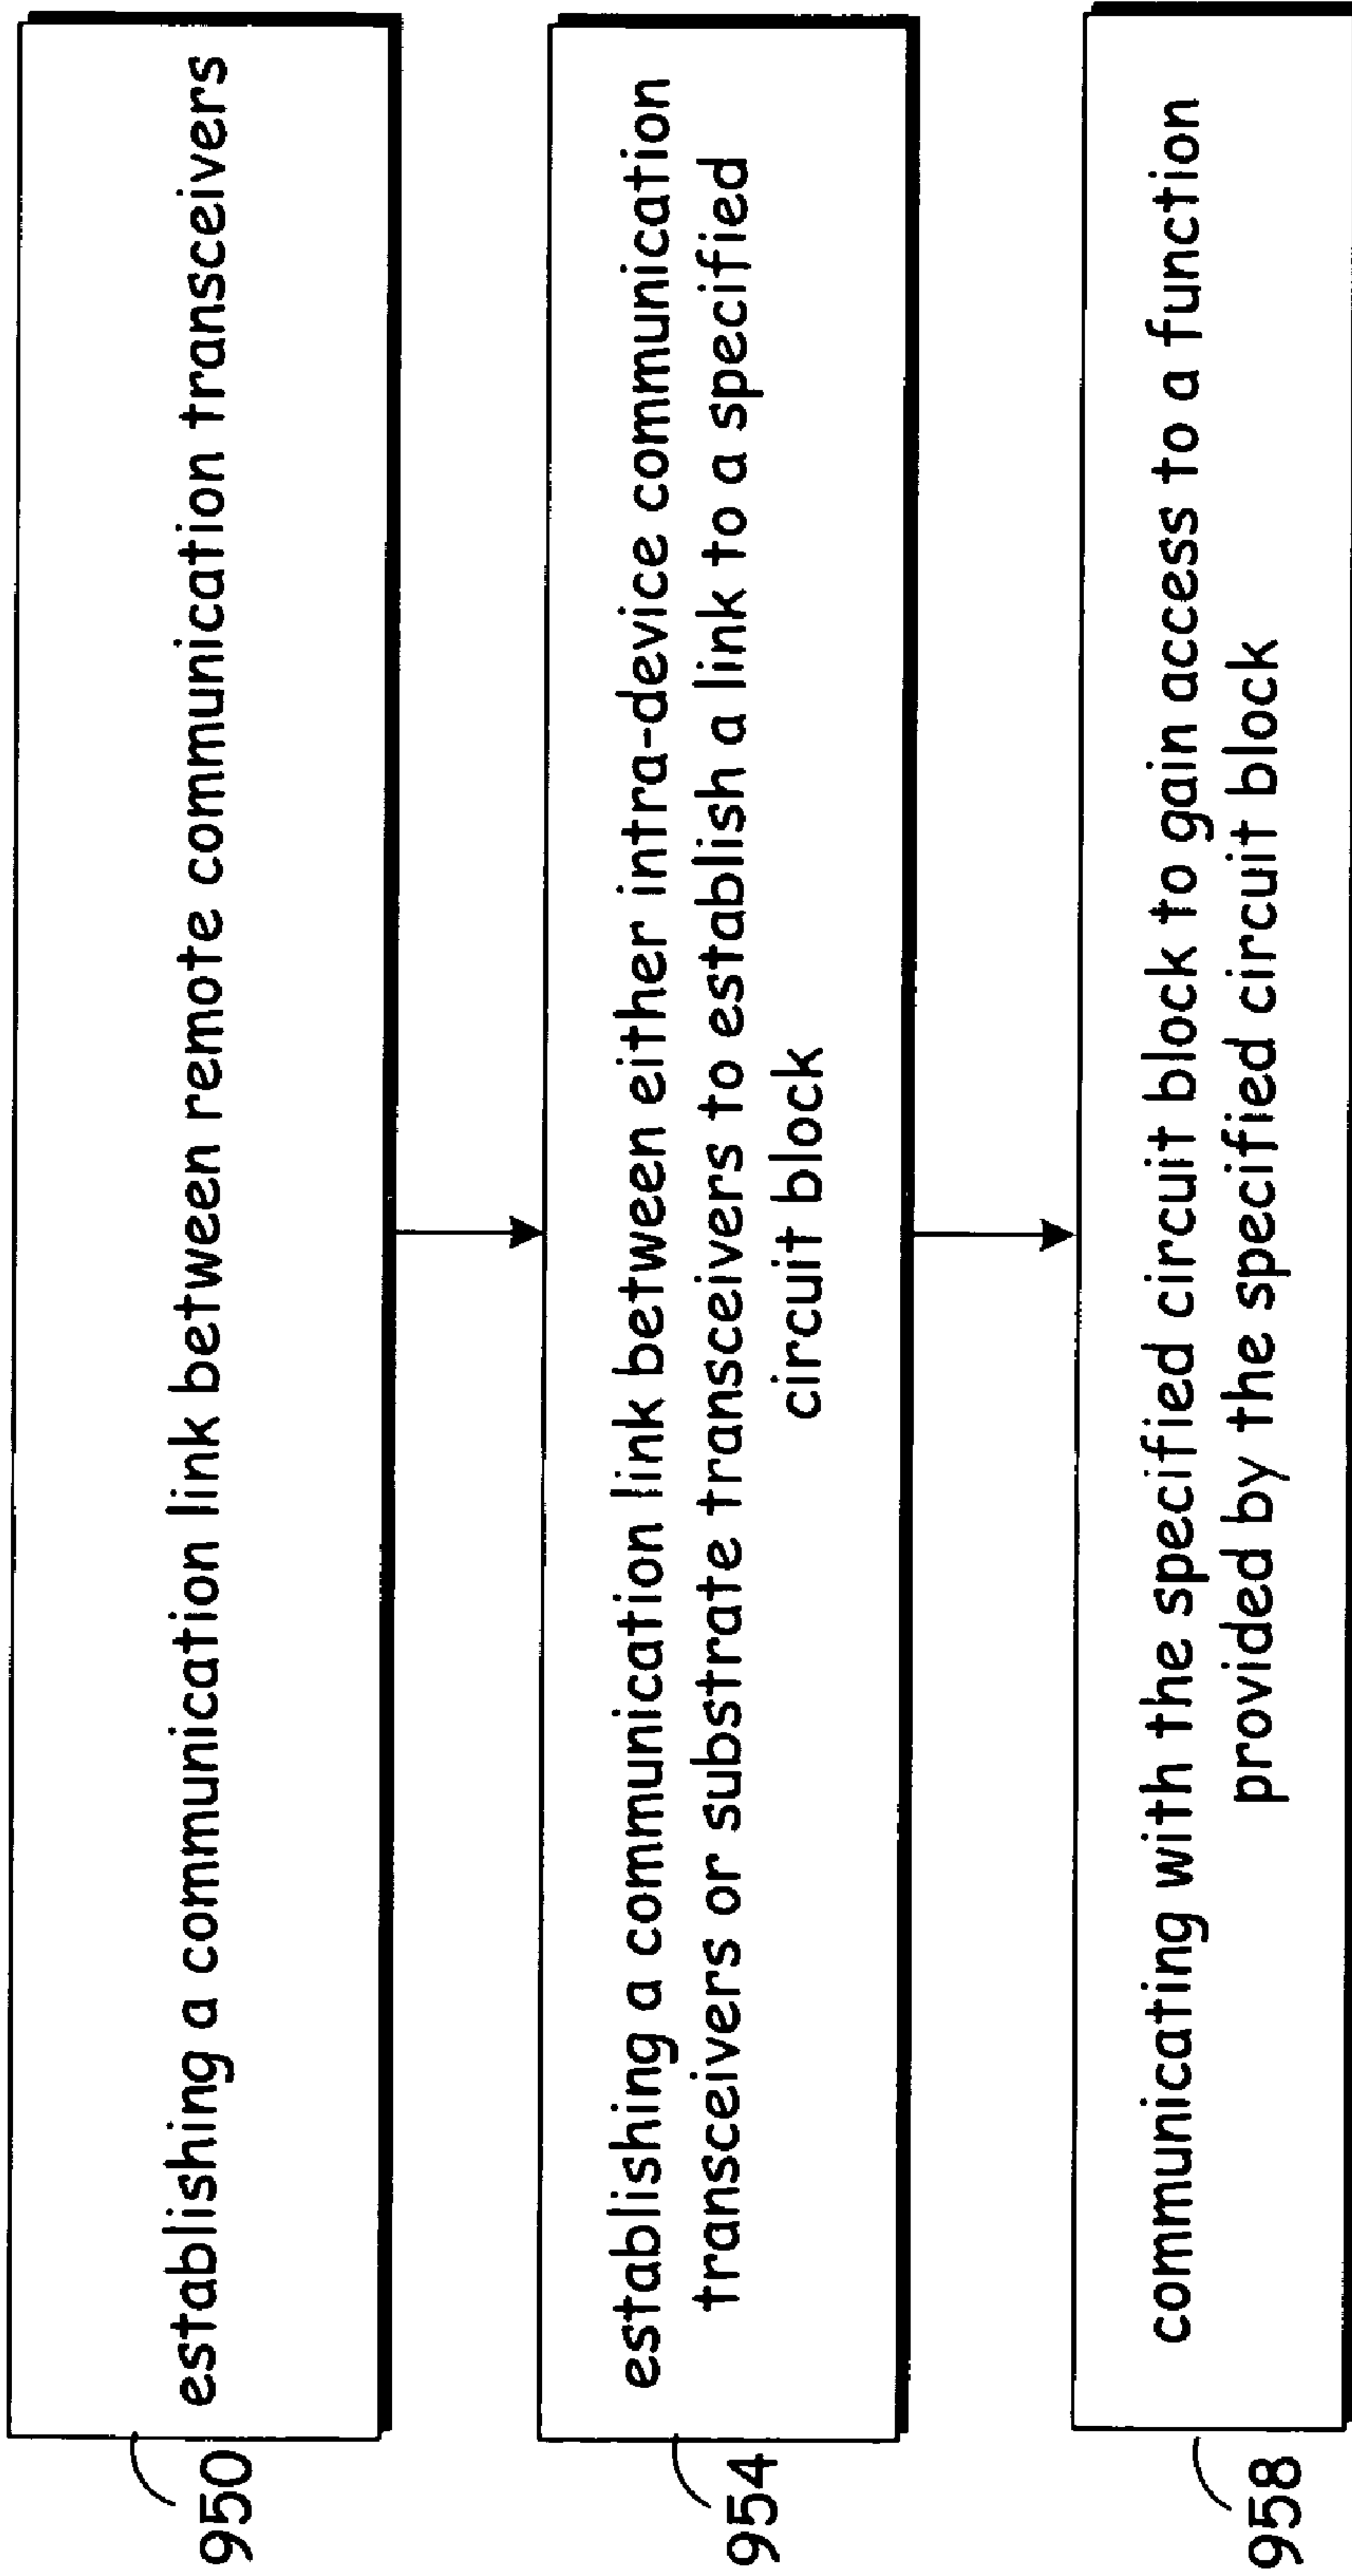 establishing a communication link between remote communication transceivers
950
establishing a communication link between either intra-device communication
transceivers or substrate transceivers to establish a link to a specified
circuit block
954
communicating with the specified circuit block to gain access to a function
provided by the specified circuit block
958